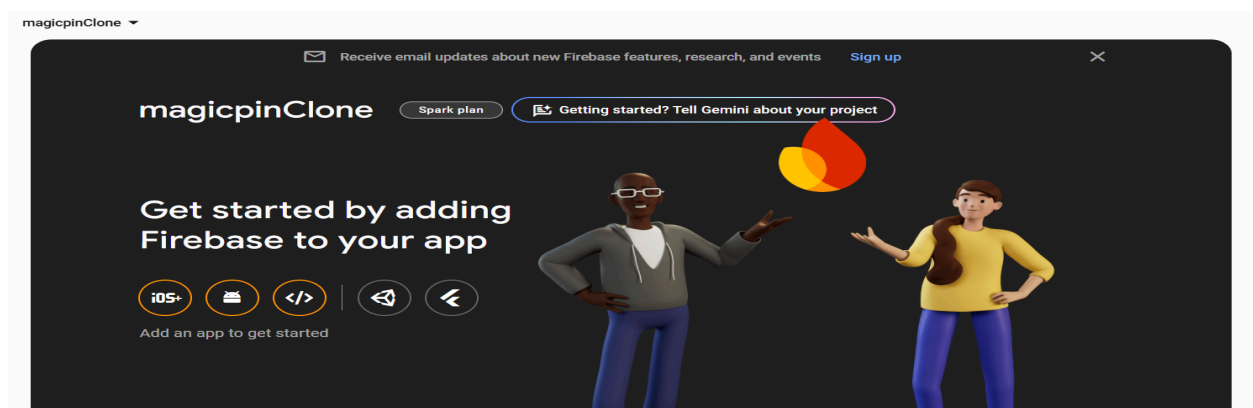 magicpinClone
Receive email updates about new Firebase features, research, and events Sign up
magicpinClone Spark plan Getting started? Tell Gemini about your project
Get started by adding
Firebase to your app
iOS+ </>
Add an app to get started